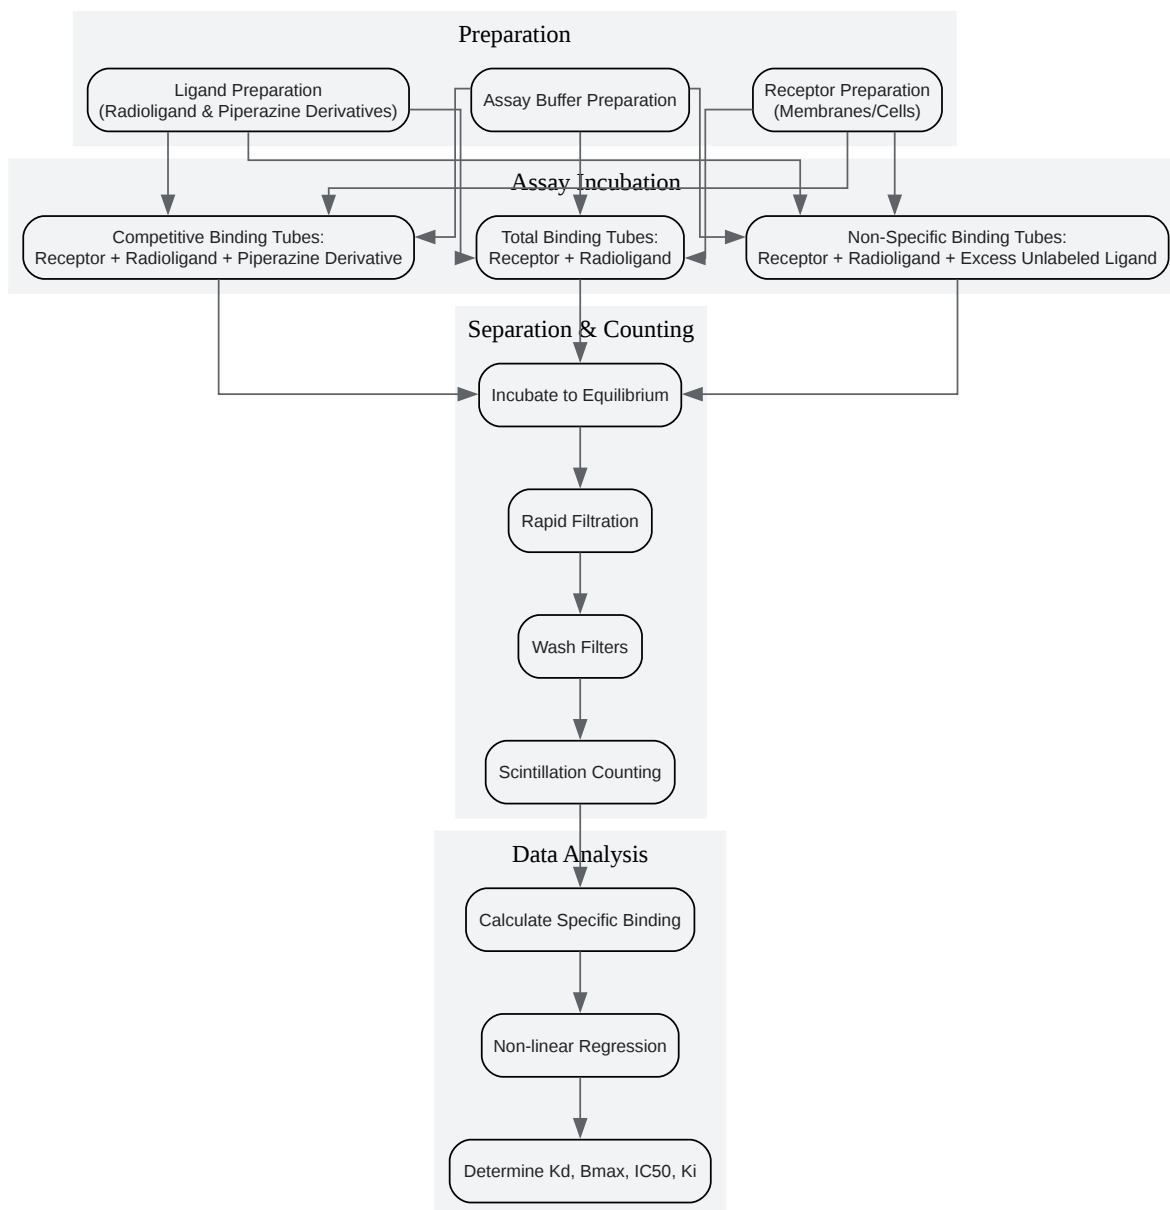 Preparation
Ligand Preparation
(Radioligand & Piperazine Derivatives)
Assay Buffer Preparation
Receptor Preparation
(Membranes/Cells)
Assay Incubation
Competitive Binding Tubes:
Receptor + Radioligand + Piperazine Derivative
Total Binding Tubes:
Receptor + Radioligand
Non-Specific Binding Tubes:
Receptor + Radioligand + Excess Unlabeled Ligand
Separation & Counting
Incubate to Equilibrium
Rapid Filtration
Wash Filters
Scintillation Counting
Data Analysis
Calculate Specific Binding
Non-linear Regression
Determine Kd, Bmax, IC50, Ki